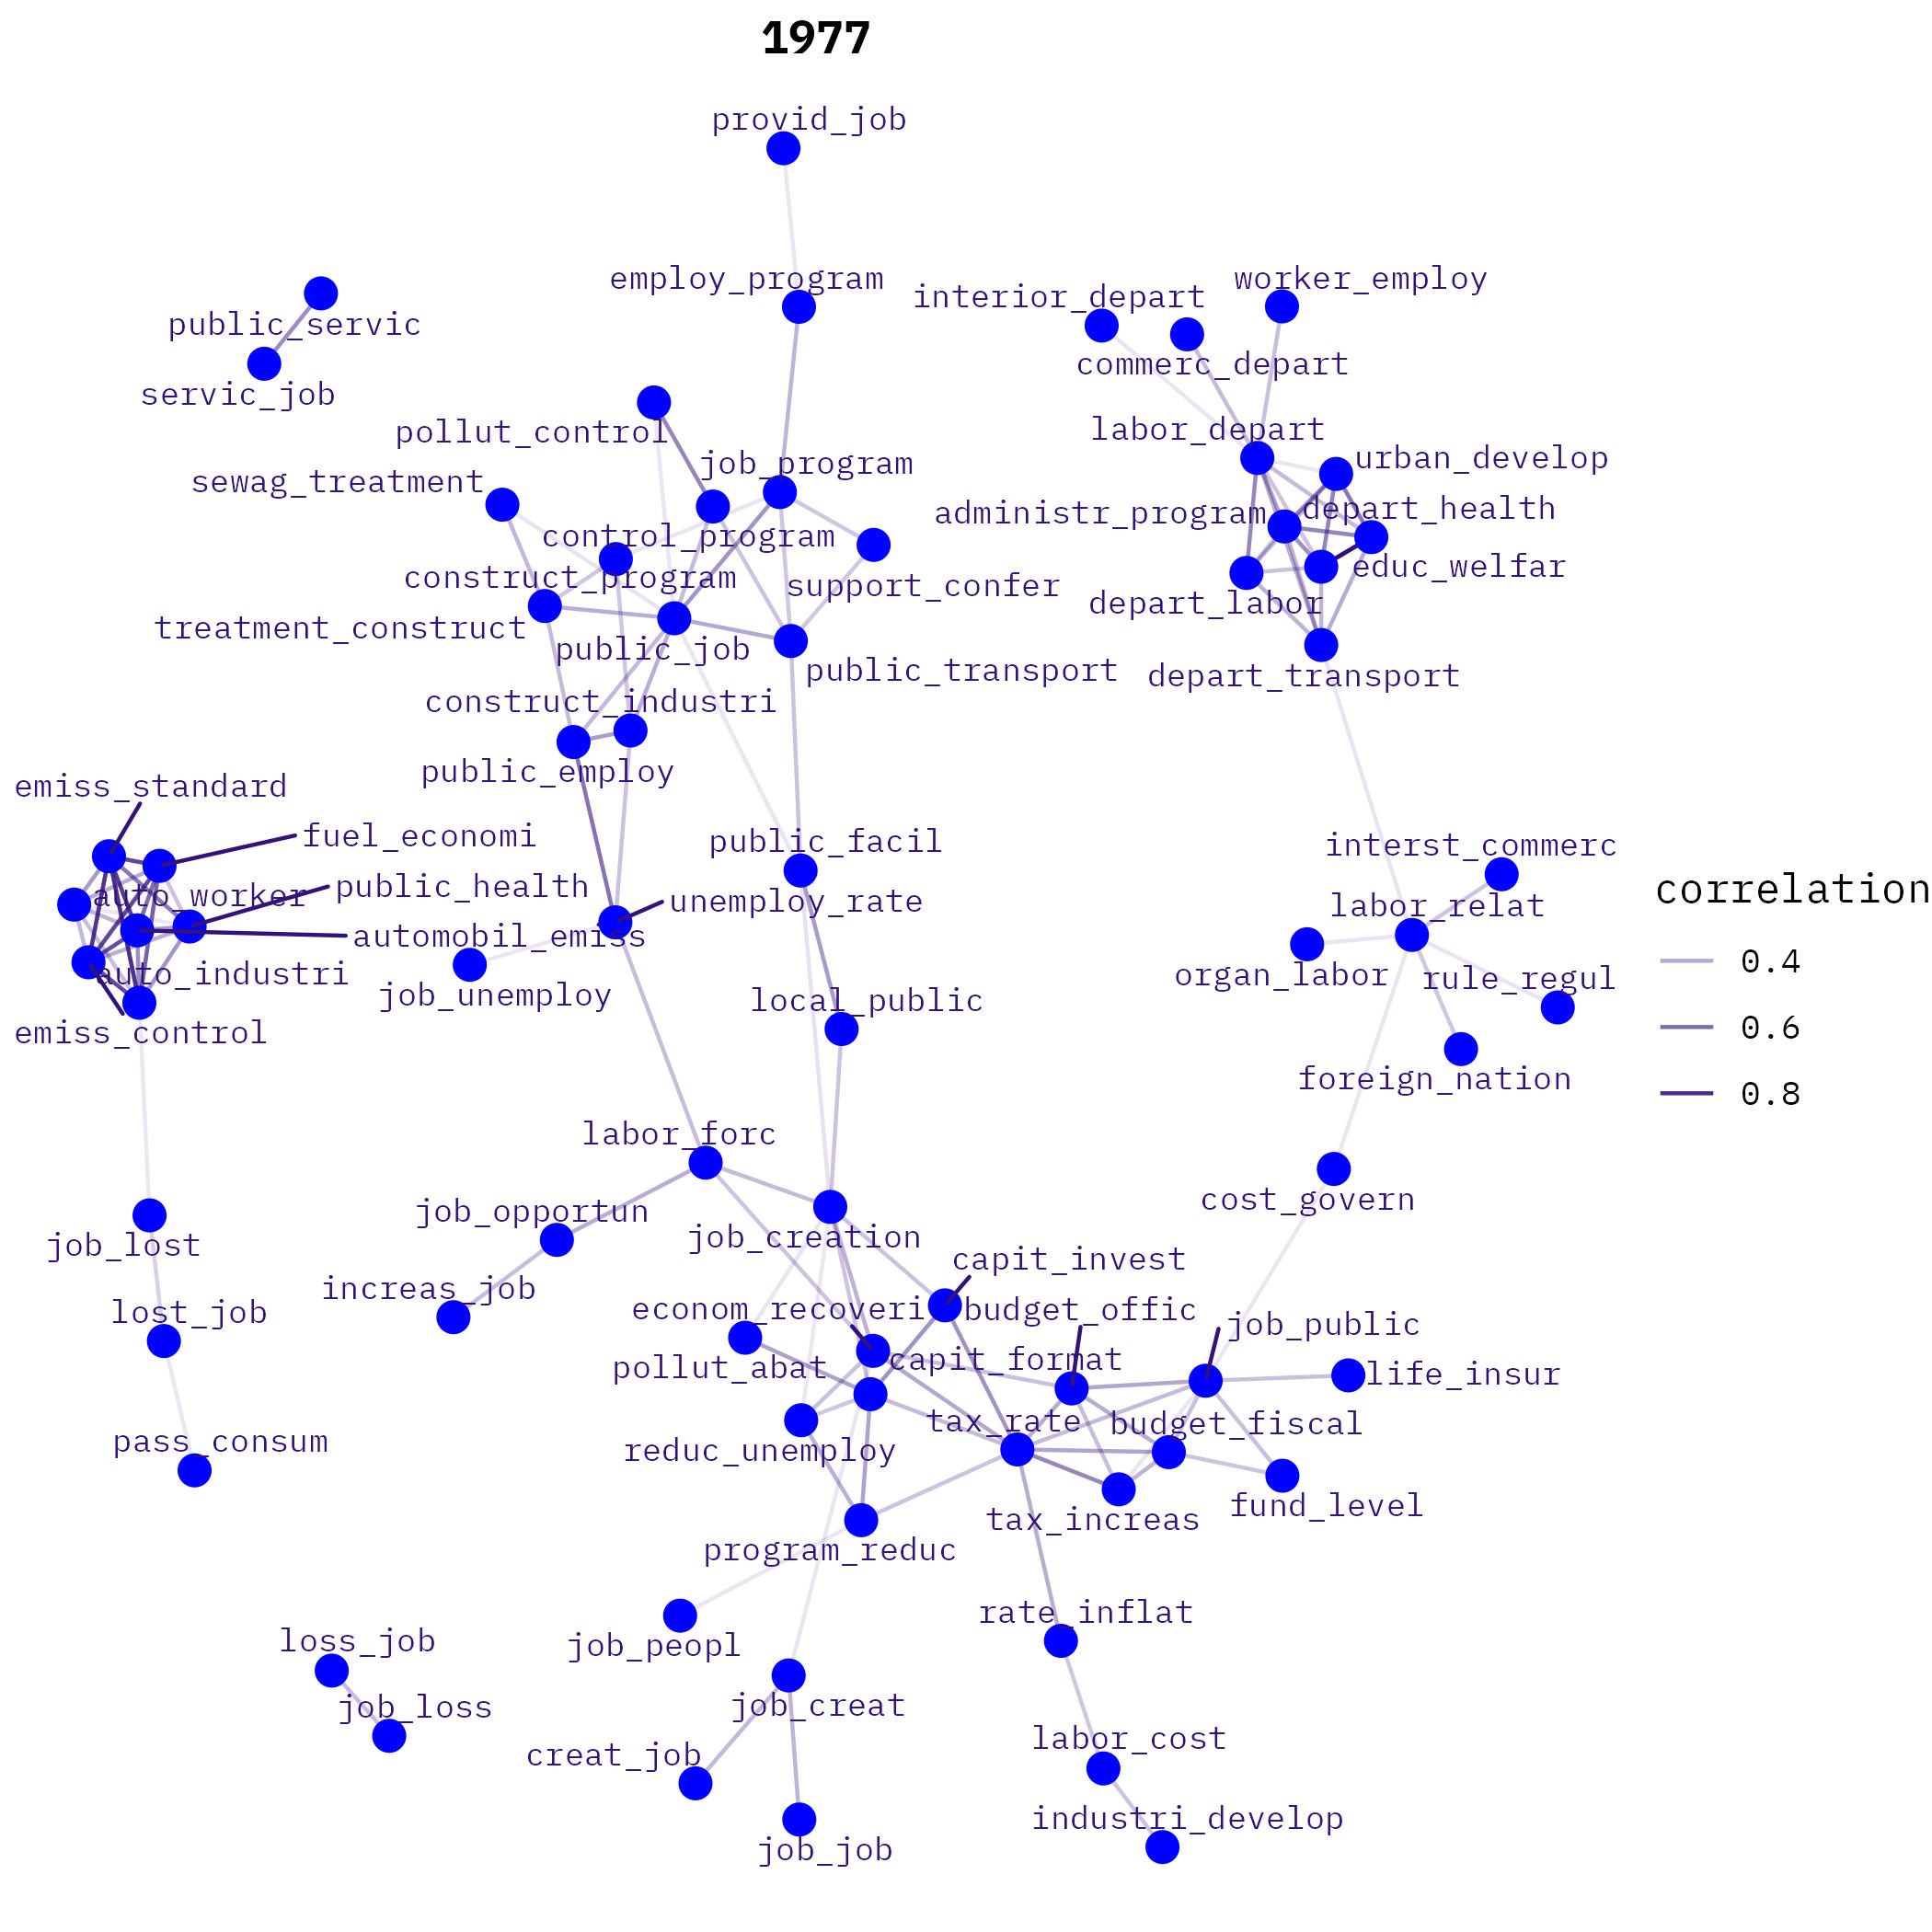 1977
provid_job
employ_program
interior_depart
worker_employ
public_servic
commerc_depart
servic_job
pollut_control
labor_depart
job_program
urban_develop
sewag_treatment
administr_program
depart_health
control_program
construct_program
support_confer
educ_welfar
depart_labor
treatment_construct
public_job
public_transport
depart_transport
construct_industri
public_employ
emiss_standard
fuel_economi
public_facil
interst_commerc
auto_worker
public_health
unemploy_rate
labor_relat
automobil_emiss
auto_industri
job_unemploy
organ_labor
rule_regul
local_public
emiss_control
foreign_nation
correlation
0.4
0.6
0.8
labor_forc
job_opportun
cost_govern
job_lost
job_creation
capit_invest
increas_job
lost_job
econom_recoveri
budget_offic
job_public
pollut_abat
capit_format
life_insur
pass_consum
reduc_unemploy
tax_rate
budget_fiscal
tax_increas
fund_level
program_reduc
rate_inflat
loss_job
job_peopl
job_loss
job_creat
labor_cost
creat_job
industri_develop
job_job